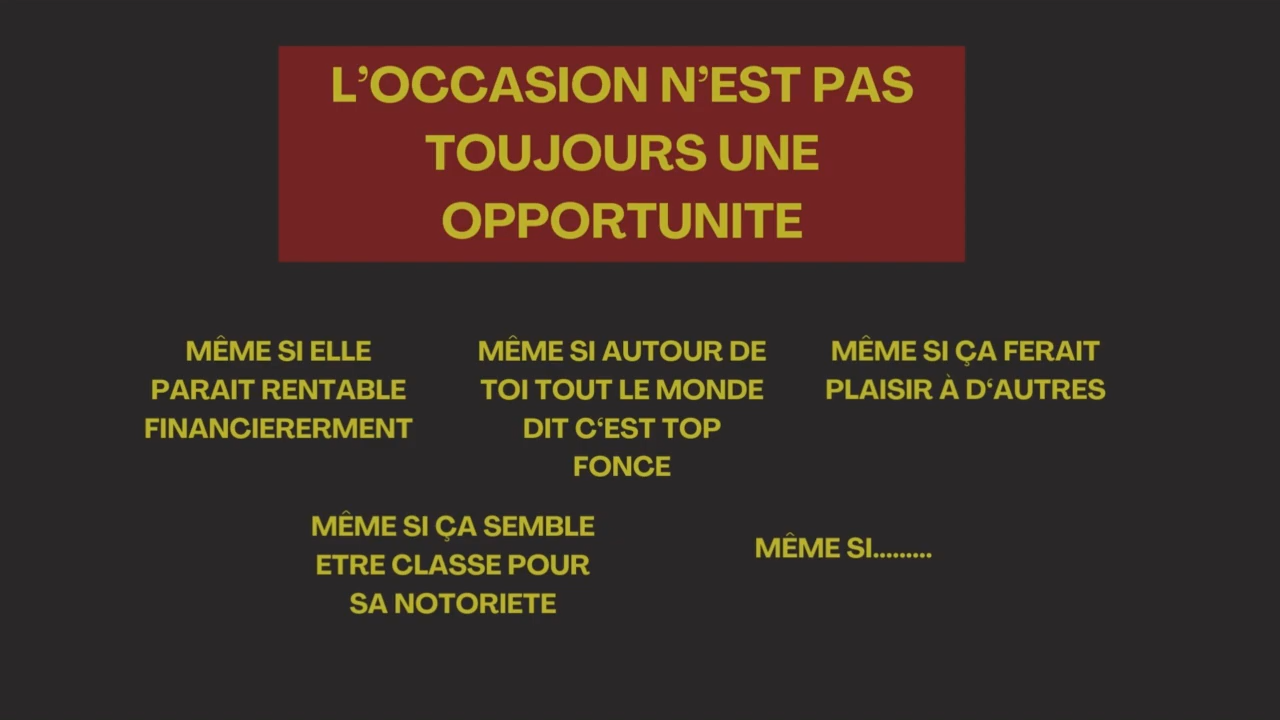 L’OCCASION N’EST PAS
TOUJOURS UNE
OPPORTUNITE
MÊME SI ELLE
PARAIT RENTABLE
FINANCIERERMENT
MÊME SI AUTOUR DE
TOI TOUT LE MONDE
DIT C‘EST TOP
FONCE
MÊME SI ÇA FERAIT
PLAISIR À D‘AUTRES
MÊME SI ÇA SEMBLE
ETRE CLASSE POUR
SA NOTORIETE
MÊME SI.........